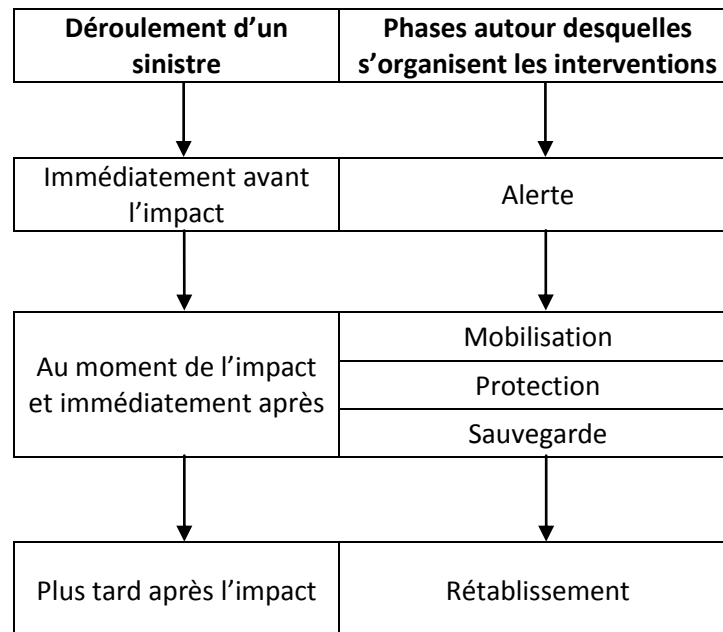 Déroulement d’un
sinistre
Phases autour desquelles
s’organisent les interventions
Immédiatement avant
l’impact
Alerte
Au moment de l’impact
et immédiatement après
Mobilisation
Protection
Sauvegarde
Plus tard après l’impact
Rétablissement